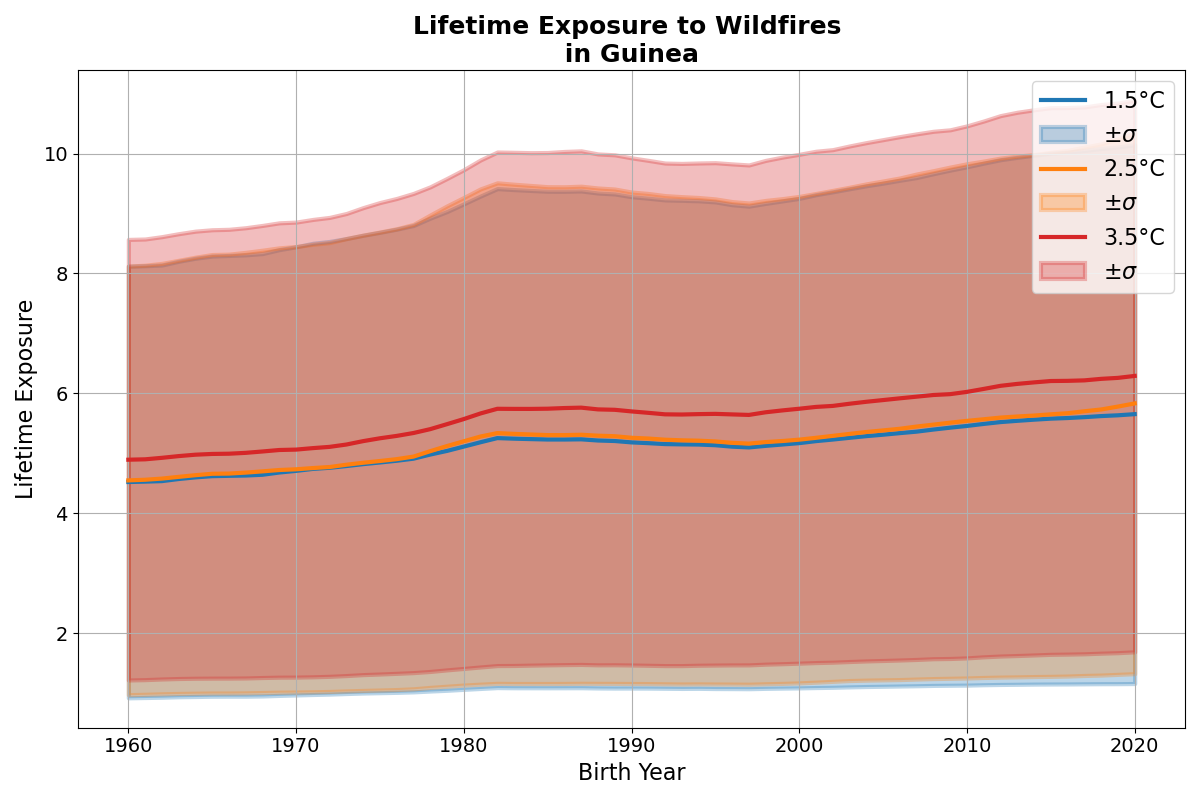 Lifetime Exposure to Wildfires
in Guinea
1.5°C
±σ
2.5°C
±σ
3.5°C
±σ
Lifetime Exposure
10
8
6
4
2
1960 1970 1980 1990 2000 2010 2020
Birth Year